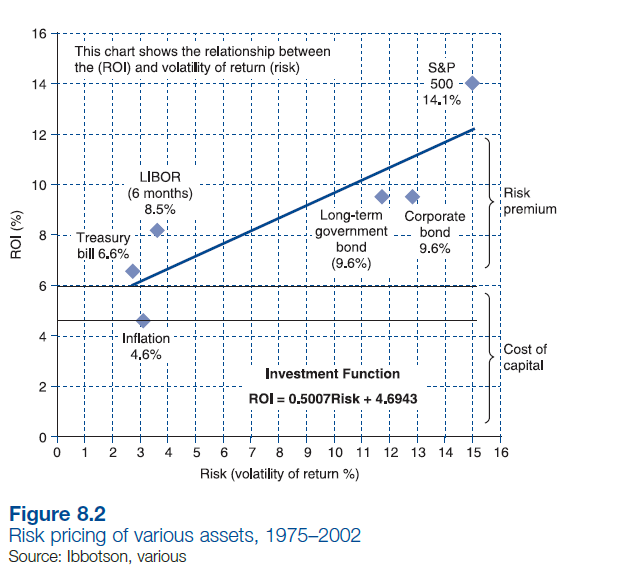 This chart shows the relationship between
the (ROI) and volatility of return (risk)
S&P
500
14.1%
LIBOR
(6 months)
8.5%
Treasury
bill 6.6%
Long-term
government
bond
(9.6%)
Corporate
bond
9.6%
Risk
premium
Inflation
4.6%
Cost of
capital
Investment Function
ROI = 0.5007Risk + 4.6943
ROI (%)
16
14
12
10
8
6
4
2
0
0 1 2 3 4 5 6 7 8 9 10 11 12 13 14 15 16
Risk (volatility of return %)
Figure 8.2
Risk pricing of various assets, 1975–2002
Source: Ibbotson, various